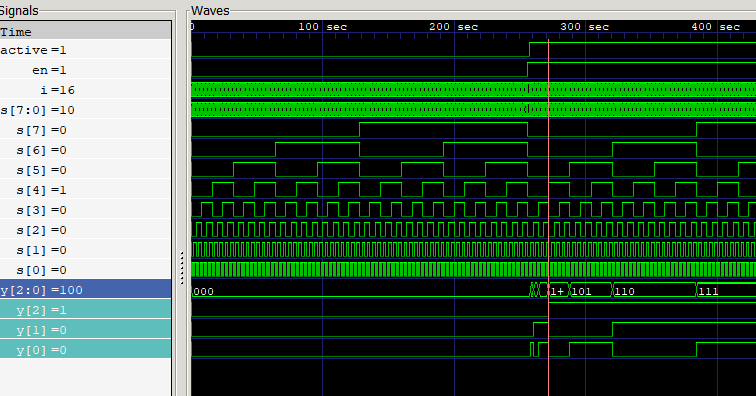 Signals
Waves
Time
0
100 sec
200 sec
300 sec
400 sec
active=1
en=1
i=16
s[7:0]=10
s[7]=0
s[6]=0
s[5]=0
s[4]=1
s[3]=0
s[2]=0
s[1]=0
s[0]=0
y[2:0]=100
000
1+
101
110
111
y[2]=1
y[1]=0
y[0]=0